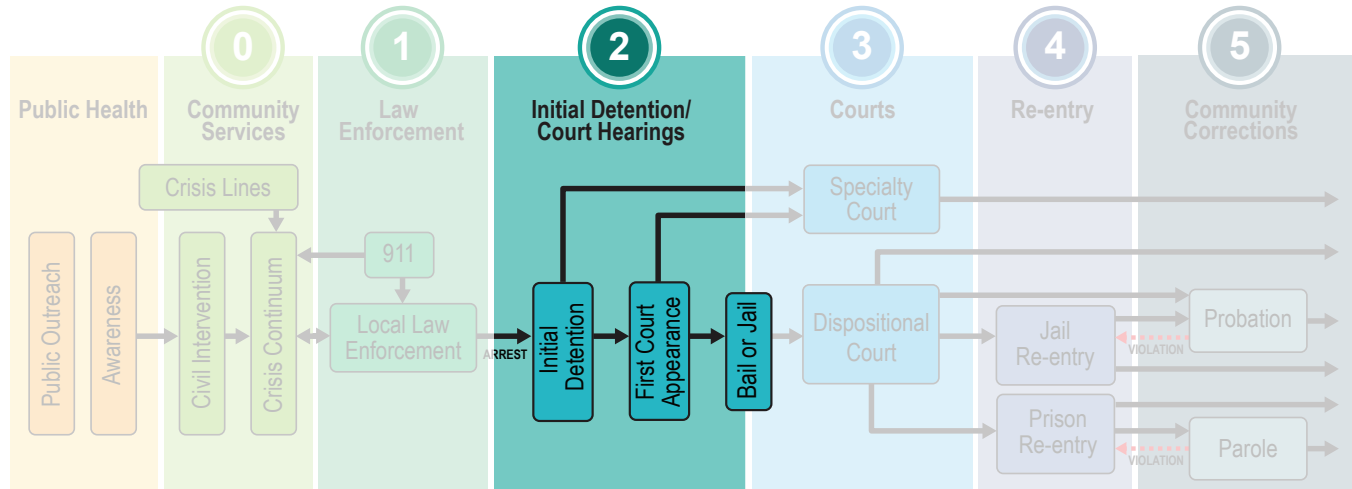 0
1
2
3
4
5
Public Health
Community
Services
Law
Enforcement
Initial Detention/
Court Hearings
Courts
Re-entry
Community
Corrections
Crisis Lines
Public Outreach
Awareness
Civil Intervention
Crisis Continuum
911
Local Law
Enforcement
ARREST
Initial
Detention
First Court
Appearance
Bail or Jail
Specialty
Court
Dispositional
Court
Jail
Re-entry
Prison
Re-entry
VIOLATION
Probation
VIOLATION
Parole